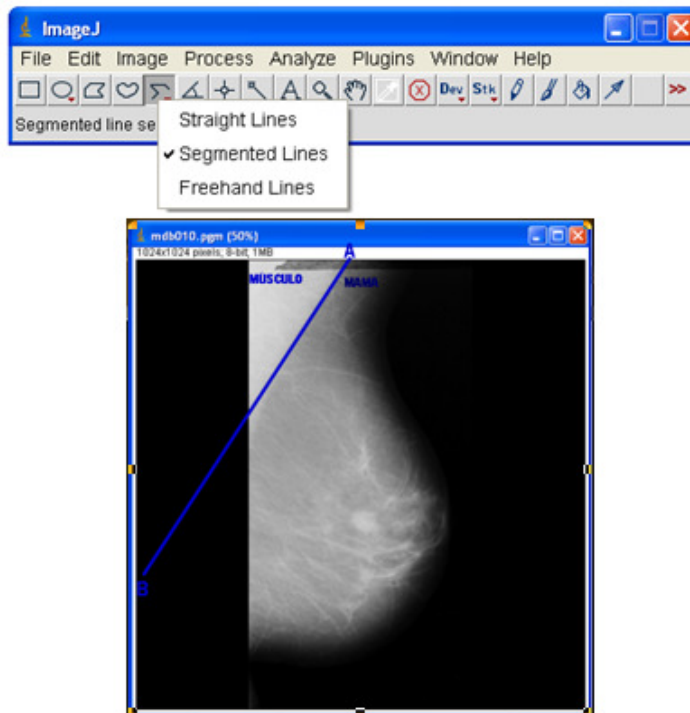 ImageJ
File Edit Image Process Analyze Plugins Window Help
A Dev Stk >>
Segmented line se
Straight Lines
✔ Segmented Lines
Freehand Lines
mdb010.pgm (50%)
1024x1024 pixels; 8-bit; 1MB
A
MÚSCULO MAMA
B